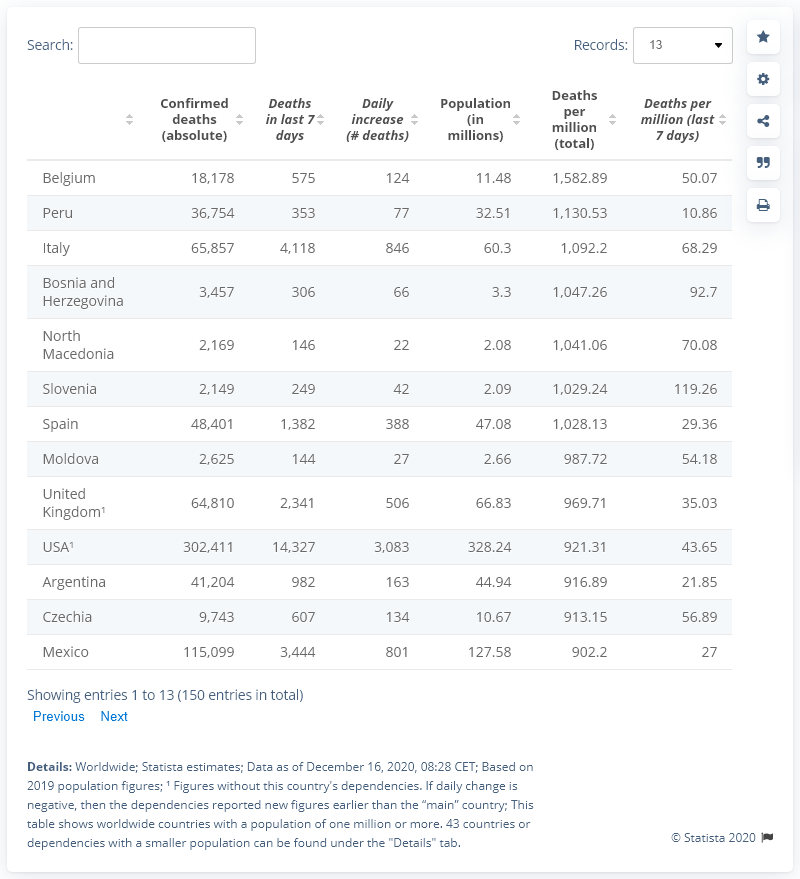 Search:
Records: 13
Confirmed deaths (absolute) Deaths in last 7 days Daily increase (# deaths) Population (in millions) Deaths per million (total) Deaths per million (last 7 days)
Belgium 18,178 575 124 11.48 1,582.89 50.07
Peru 36,754 353 77 32.51 1,130.53 10.86
Italy 65,857 4,118 846 60.3 1,092.2 68.29
Bosnia and Herzegovina 3,457 306 66 3.3 1,047.26 92.7
North Macedonia 2,169 146 22 2.08 1,041.06 70.08
Slovenia 2,149 249 42 2.09 1,029.24 119.26
Spain 48,401 1,382 388 47.08 1,028.13 29.36
Moldova 2,625 144 27 2.66 987.72 54.18
United Kingdom¹ 64,810 2,341 506 66.83 969.71 35.03
USA¹ 302,411 14,327 3,083 328.24 921.31 43.65
Argentina 41,204 982 163 44.94 916.89 21.85
Czechia 9,743 607 134 10.67 913.15 56.89
Mexico 115,099 3,444 801 127.58 902.2 27
Showing entries 1 to 13 (150 entries in total)
Previous Next
Details: Worldwide; Statista estimates; Data as of December 16, 2020, 08:28 CET; Based on
2019 population figures; ¹ Figures without this country's dependencies. If daily change is
negative, then the dependencies reported new figures earlier than the “main” country; This
table shows worldwide countries with a population of one million or more. 43 countries or
dependencies with a smaller population can be found under the "Details" tab.
© Statista 2020